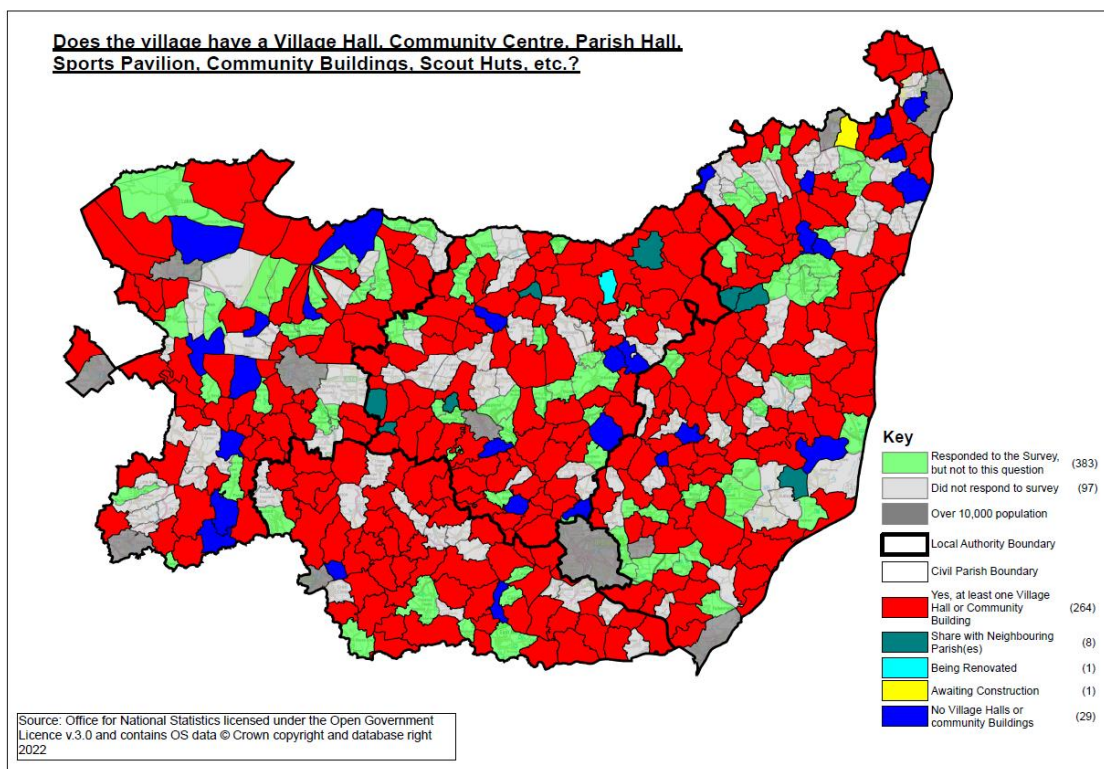 Does the village have a Village Hall, Community Centre, Parish Hall,
Sports Pavilion, Community Buildings, Scout Huts, etc.?
Key
Responded to the Survey,
but not to this question (383)
Did not respond to survey (97)
Over 10,000 population
Local Authority Boundary
Civil Parish Boundary
Yes, at least one Village
Hall or Community (264)
Building
Share with Neighbouring (8)
Parish(es)
Being Renovated (1)
Awaiting Construction (1)
No Village Halls or (29)
community Buildings
Source: Office for National Statistics licensed under the Open Government
Licence v.3.0 and contains OS data © Crown copyright and database right
2022